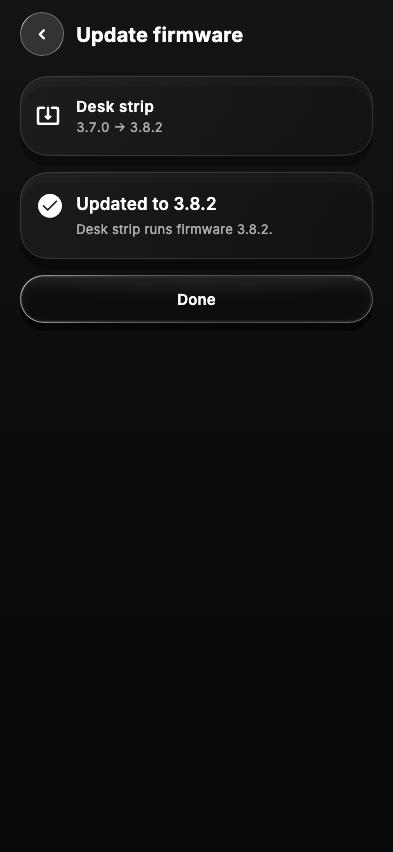 Update firmware
Desk strip
3.7.0 → 3.8.2
Updated to 3.8.2
Desk strip runs firmware 3.8.2.
Done